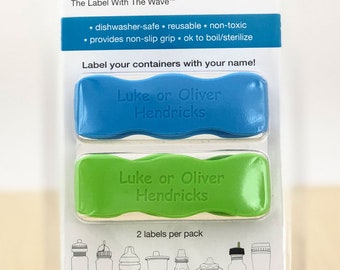 The Label With The Wave™
• dishwasher-safe • reusable • non-toxic
• provides non-slip grip • ok to boil/sterilize
Label your containers with your name!
Luke or Oliver
Hendricks
Luke or Oliver
Hendricks
2 labels per pack